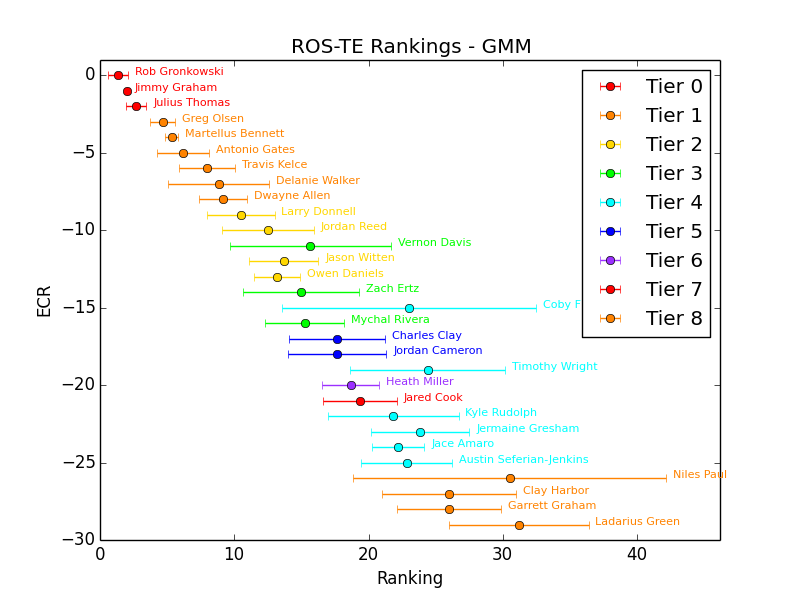 ROS-TE Rankings - GMM
0
−5
−10
−15
−20
−25
−30
ECR
Rob Gronkowski
Jimmy Graham
Julius Thomas
Greg Olsen
Martellus Bennett
Antonio Gates
Travis Kelce
Delanie Walker
Dwayne Allen
Larry Donnell
Jordan Reed
Vernon Davis
Jason Witten
Owen Daniels
Zach Ertz
Coby F
Mychal Rivera
Charles Clay
Jordan Cameron
Timothy Wright
Heath Miller
Jared Cook
Kyle Rudolph
Jermaine Gresham
Jace Amaro
Austin Seferian-Jenkins
Niles Paul
Clay Harbor
Garrett Graham
Ladarius Green
Tier 0
Tier 1
Tier 2
Tier 3
Tier 4
Tier 5
Tier 6
Tier 7
Tier 8
0 10 20 30 40
Ranking